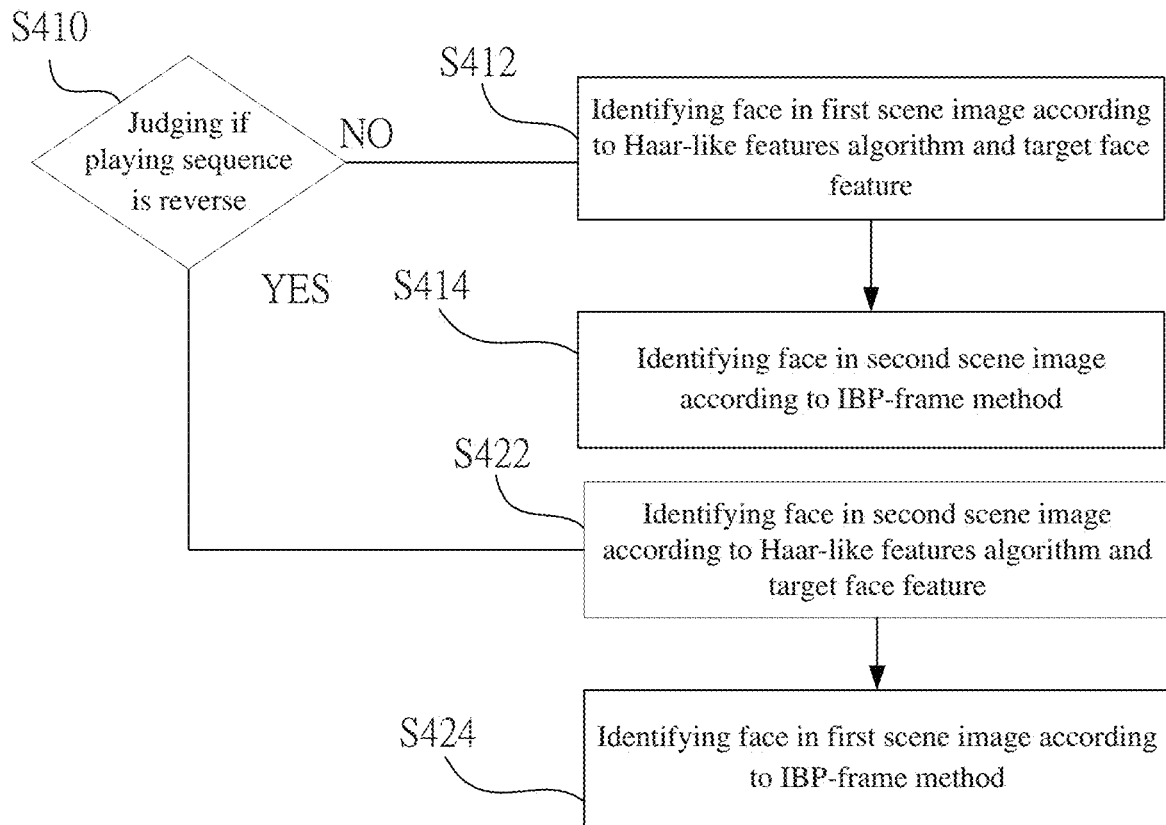 S410
Judging if
playing sequence
is reverse
NO
YES
S412
Identifying face in first scene image according
to Haar-like features algorithm and target face
feature
S414
Identifying face in second scene image
according to IBP-frame method
S422
Identifying face in second scene image
according to Haar-like features algorithm and
target face feature
S424
Identifying face in first scene image according
to IBP-frame method